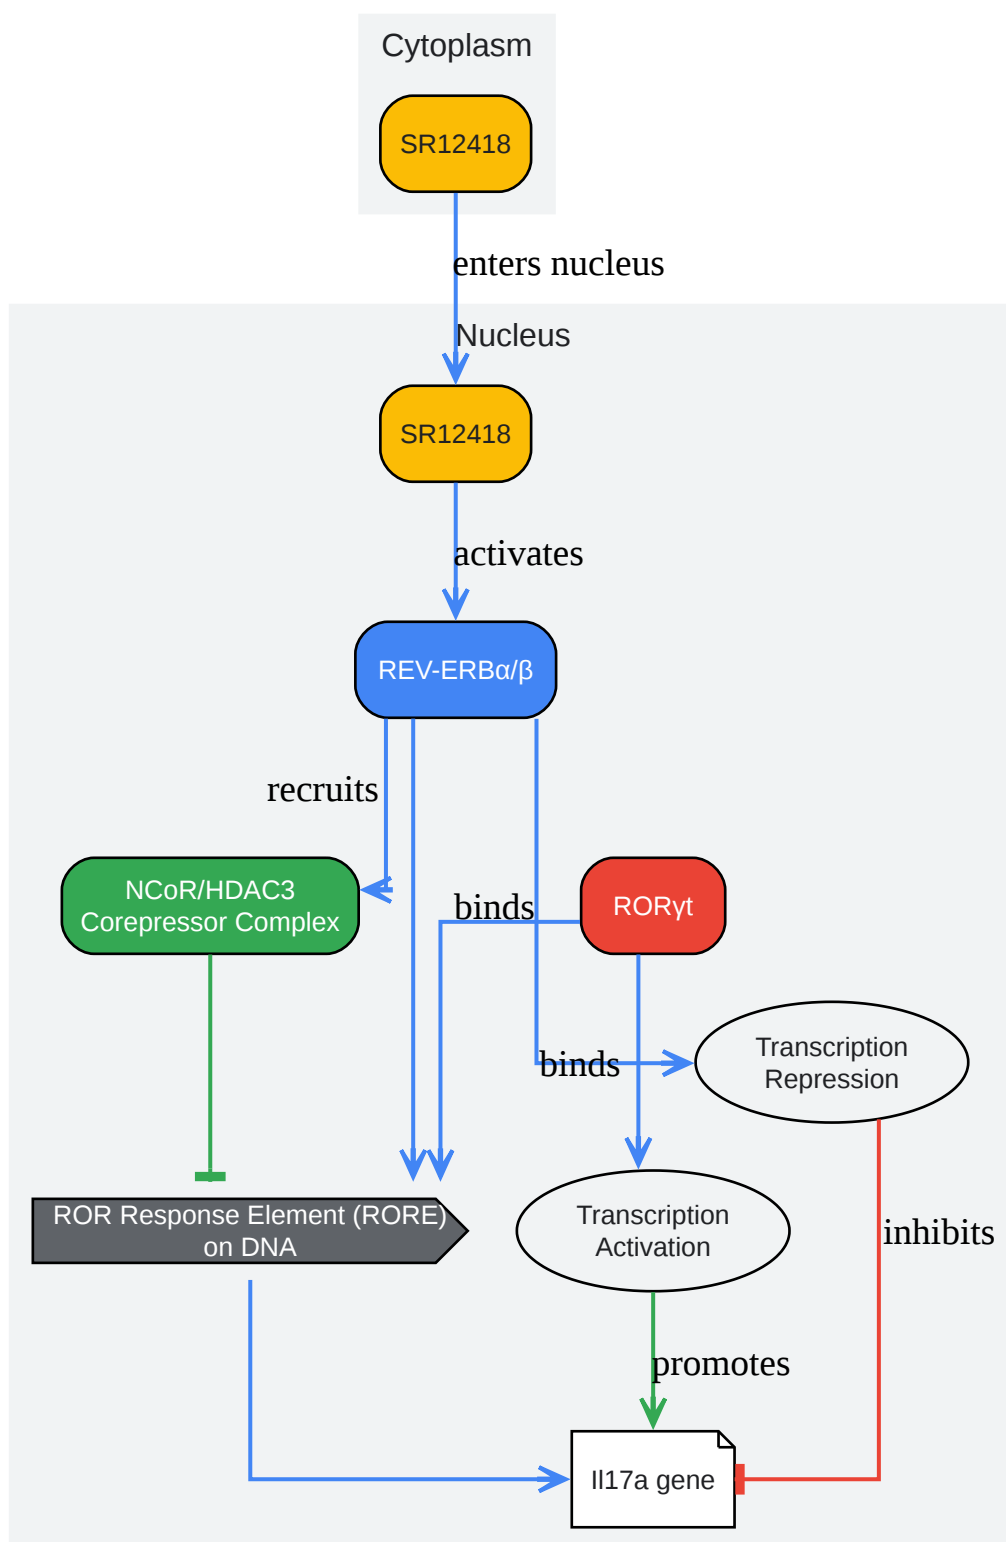 Cytoplasm
SR12418
enters nucleus
Nucleus
SR12418
activates
REV-ERBα/β
recruits
NCoR/HDAC3
Corepressor Complex
binds
RORγt
binds
Transcription
Repression
ROR Response Element (RORE)
on DNA
Transcription
Activation
inhibits
promotes
Il17a gene